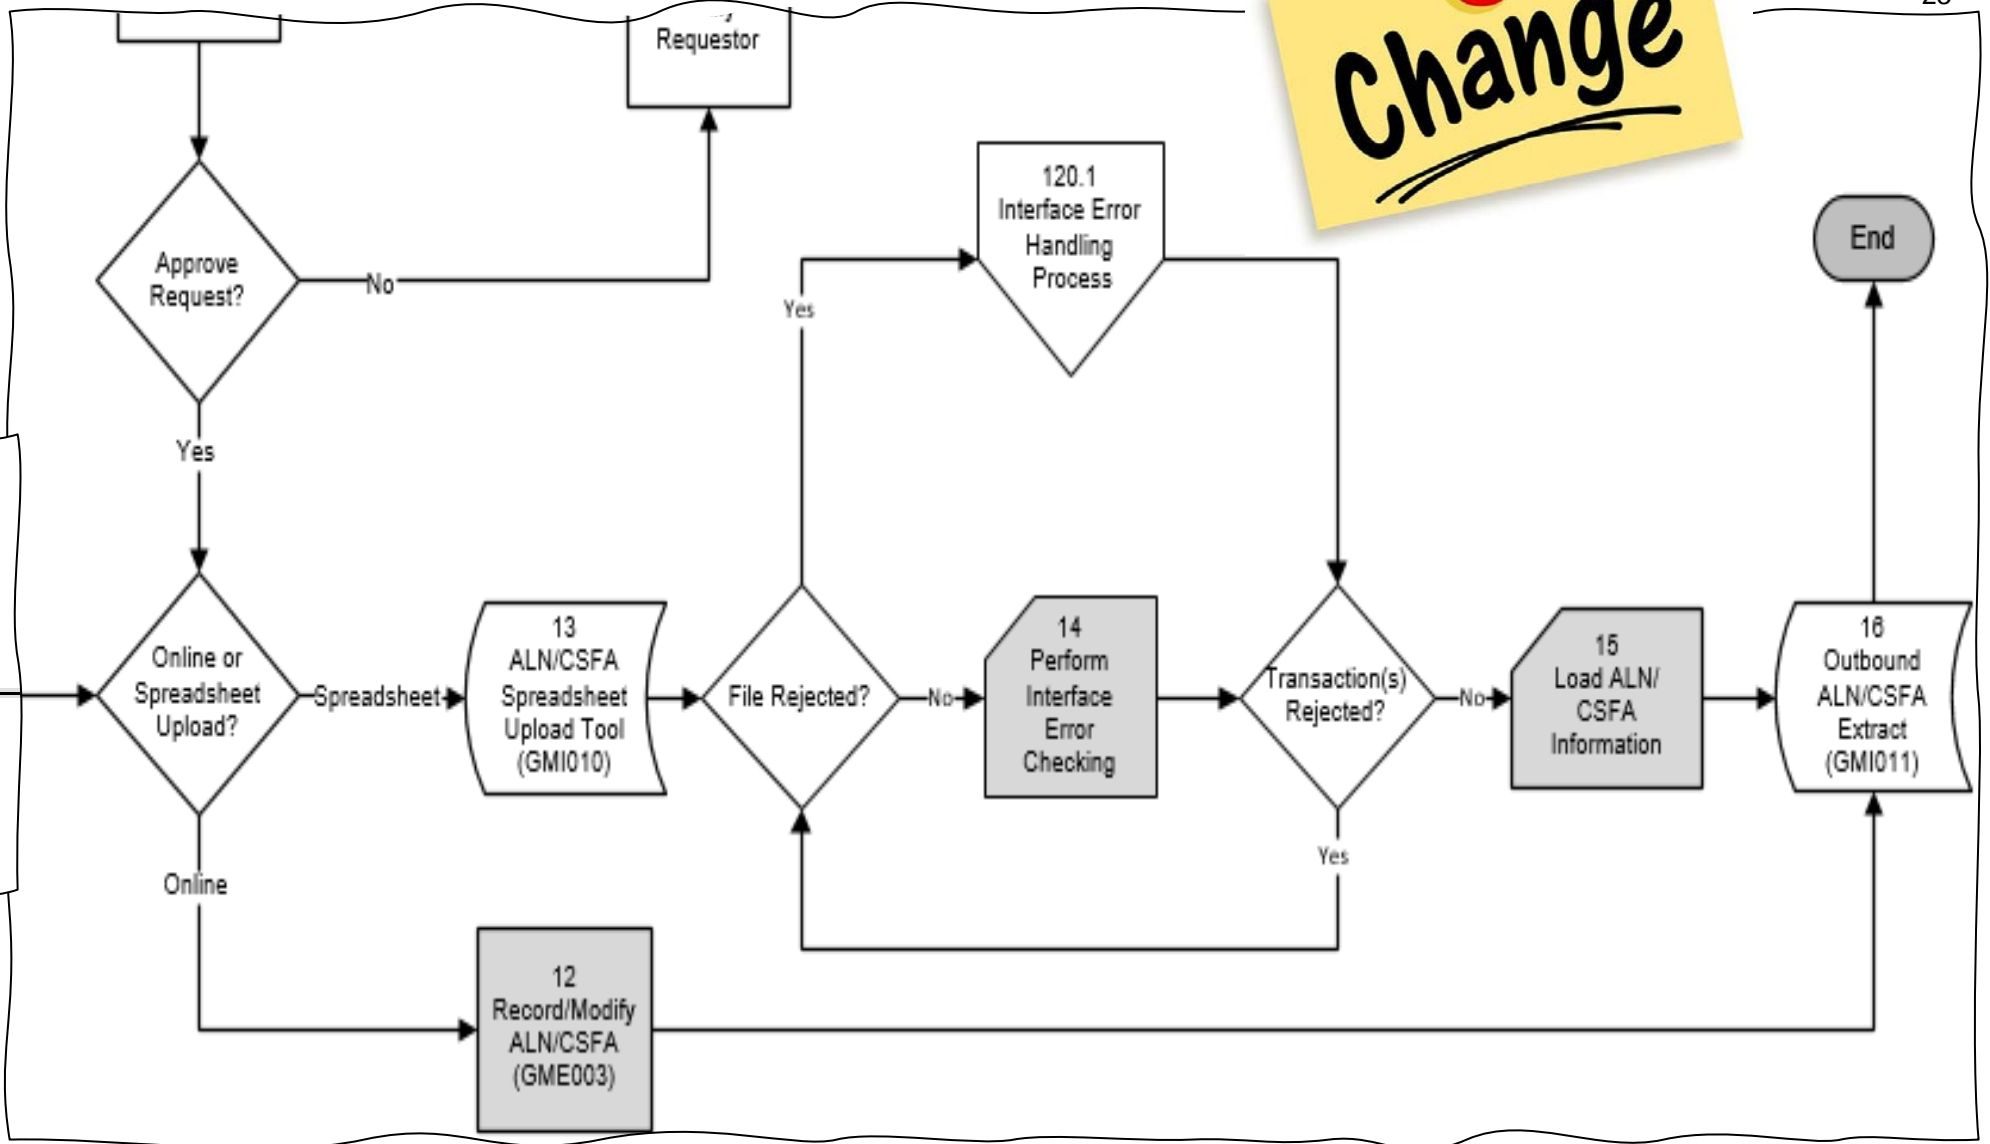 Requestor
Change
120.1
Interface Error
Handling
Process
End
Approve
Request?
No
Yes
Yes
Online or
Spreadsheet
Upload?
Spreadsheet
13
ALN/CSFA
Spreadsheet
Upload Tool
(GMI010)
File Rejected?
No
14
Perform
Interface
Error
Checking
Transaction(s)
Rejected?
No
15
Load ALN/
CSFA
Information
16
Outbound
ALN/CSFA
Extract
(GMI011)
Yes
Online
12
Record/Modify
ALN/CSFA
(GME003)